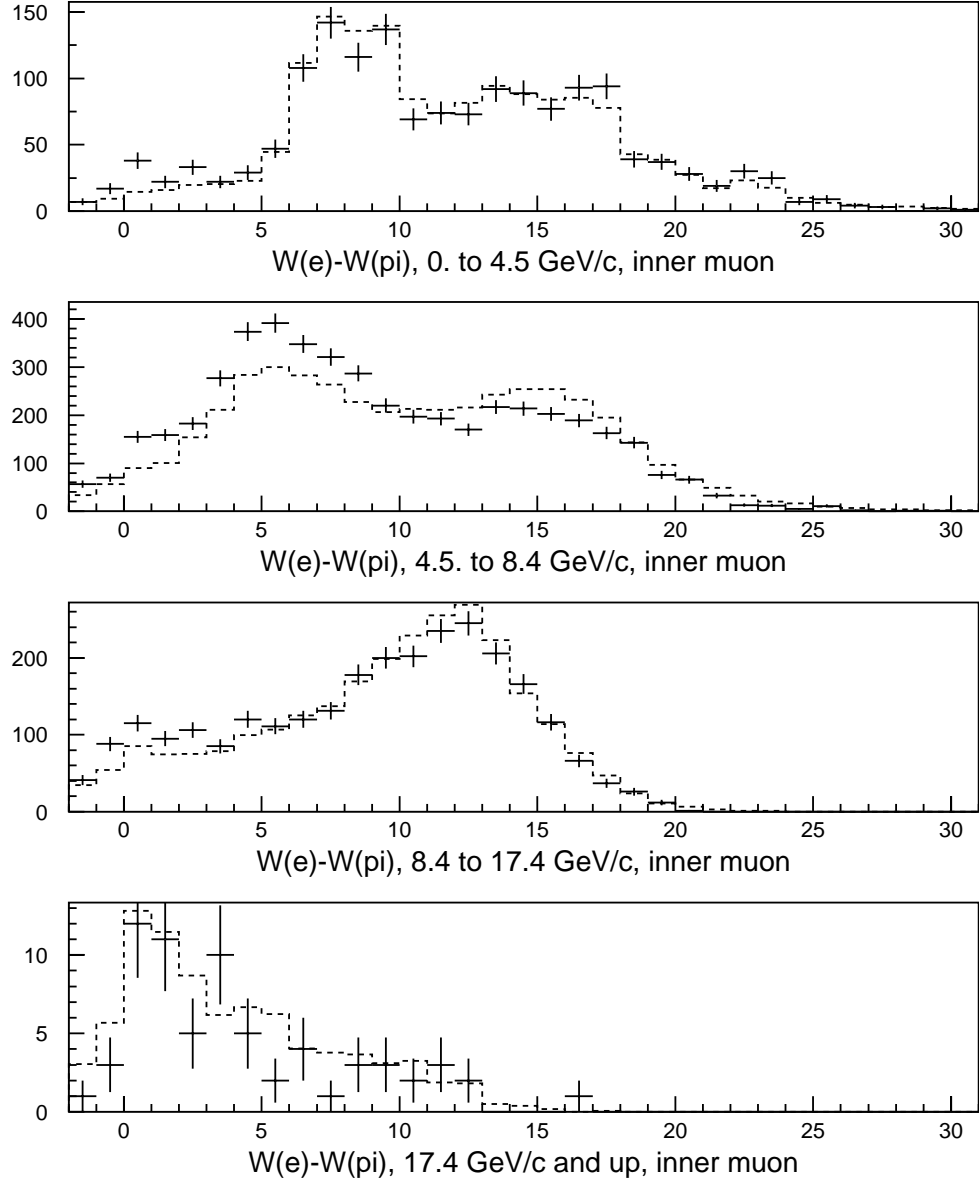 150
100
50
0
0 5 10 15 20 25 30
W(e)-W(pi), 0. to 4.5 GeV/c, inner muon
400
300
200
100
0
0 5 10 15 20 25 30
W(e)-W(pi), 4.5. to 8.4 GeV/c, inner muon
200
100
0
0 5 10 15 20 25 30
W(e)-W(pi), 8.4 to 17.4 GeV/c, inner muon
10
5
0
0 5 10 15 20 25 30
W(e)-W(pi), 17.4 GeV/c and up, inner muon